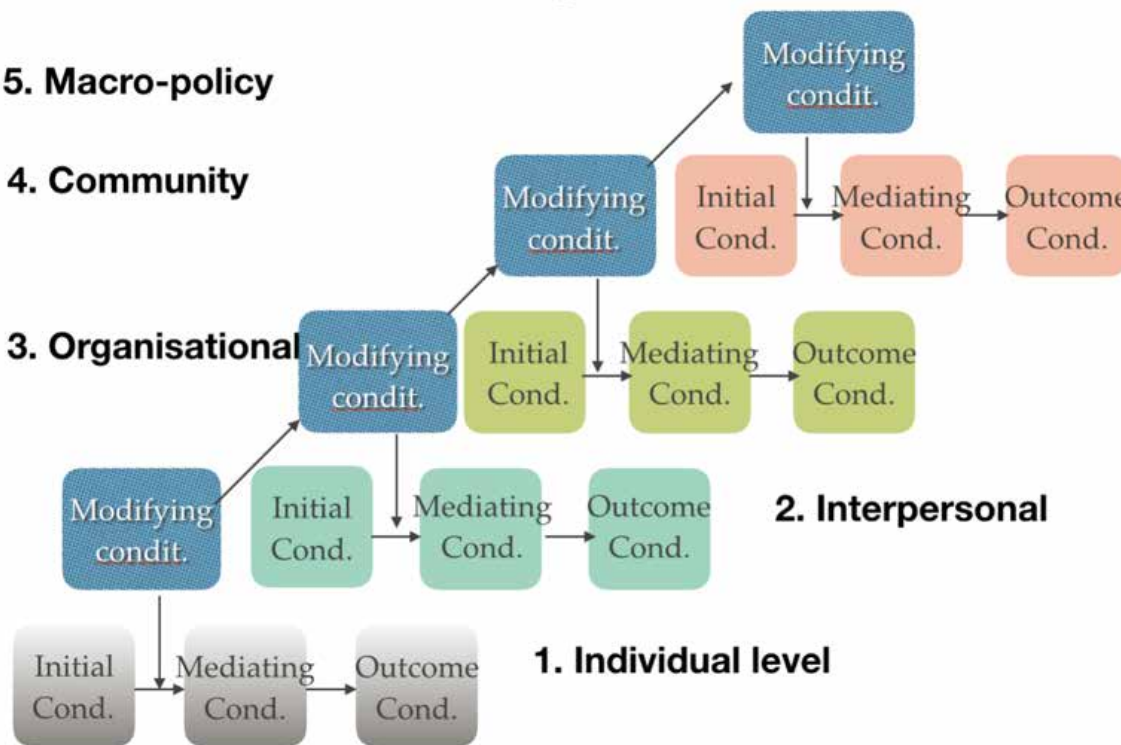 5. Macro-policy
Modifying
condit.
4. Community
Modifying
condit.
Initial
Cond.
Mediating
Cond.
Outcome
Cond.
3. Organisational
Modifying
condit.
Initial
Cond.
Mediating
Cond.
Outcome
Cond.
Modifying
condit.
Initial
Cond.
Mediating
Cond.
Outcome
Cond.
2. Interpersonal
Initial
Cond.
Mediating
Cond.
Outcome
Cond.
1. Individual level